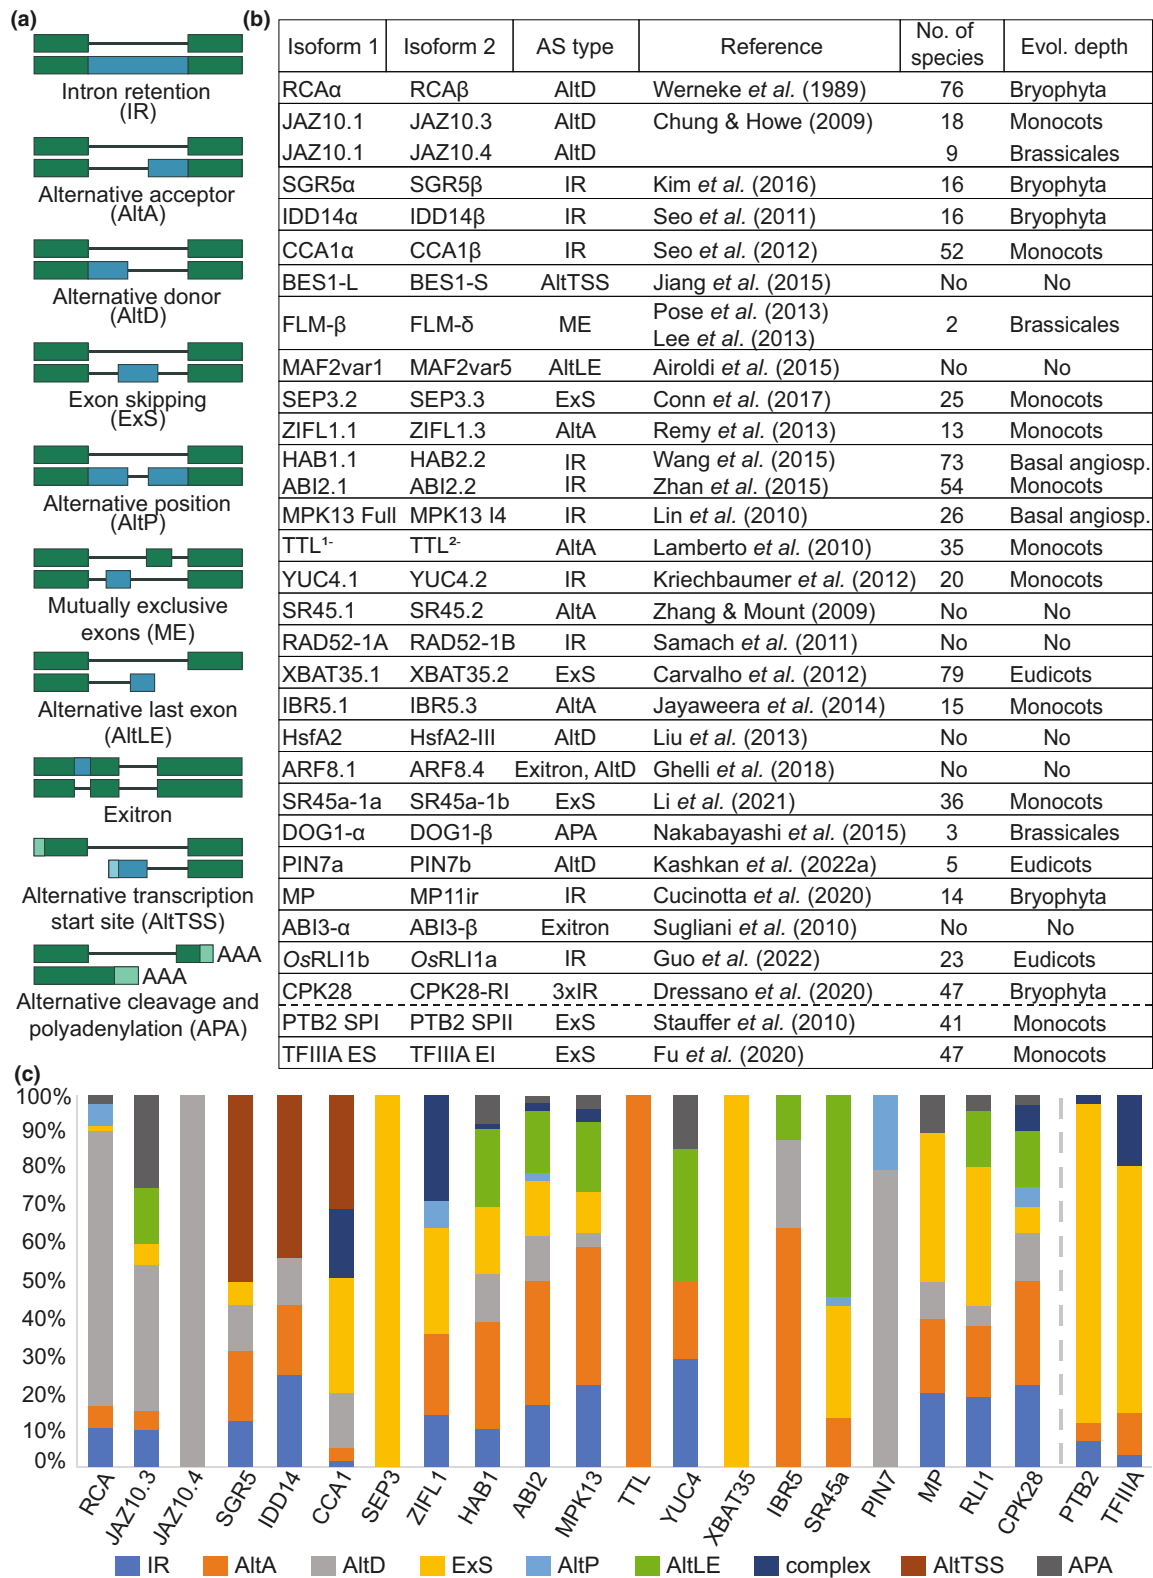 (a)
Intron retention
(IR)
Alternative acceptor
(AltA)
Alternative donor
(AltD)
Exon skipping
(ExS)
Alternative position
(AltP)
Mutually exclusive
exons (ME)
Alternative last exon
(AltLE)
Exitron
Alternative transcription
start site (AltTSS)
AAA
AAA
Alternative cleavage and
polyadenylation (APA)
(b)
Isoform 1 Isoform 2 AS type Reference No. of species Evol. depth
RCAα RCAβ AltD Werneke et al. (1989) 76 Bryophyta
JAZ10.1 JAZ10.3 AltD Chung & Howe (2009) 18 Monocots
JAZ10.1 JAZ10.4 AltD 9 Brassicales
SGR5α SGR5β IR Kim et al. (2016) 16 Bryophyta
IDD14α IDD14β IR Seo et al. (2011) 16 Bryophyta
CCA1α CCA1β IR Seo et al. (2012) 52 Monocots
BES1-L BES1-S AltTSS Jiang et al. (2015) No No
FLM-β FLM-δ ME Pose et al. (2013) Lee et al. (2013) 2 Brassicales
MAF2var1 MAF2var5 AltLE Airoldi et al. (2015) No No
SEP3.2 SEP3.3 ExS Conn et al. (2017) 25 Monocots
ZIFL1.1 ZIFL1.3 AltA Remy et al. (2013) 13 Monocots
HAB1.1 HAB2.2 IR Wang et al. (2015) 73 Basal angiosp.
ABI2.1 ABI2.2 IR Zhan et al. (2015) 54 Monocots
MPK13 Full MPK13 I4 IR Lin et al. (2010) 26 Basal angiosp.
TTL¹⁻ TTL²⁻ AltA Lamberto et al. (2010) 35 Monocots
YUC4.1 YUC4.2 IR Kriechbaumer et al. (2012) 20 Monocots
SR45.1 SR45.2 AltA Zhang & Mount (2009) No No
RAD52-1A RAD52-1B IR Samach et al. (2011) No No
XBAT35.1 XBAT35.2 ExS Carvalho et al. (2012) 79 Eudicots
IBR5.1 IBR5.3 AltA Jayaweera et al. (2014) 15 Monocots
HsfA2 HsfA2-III AltD Liu et al. (2013) No No
ARF8.1 ARF8.4 Exitron, AltD Ghelli et al. (2018) No No
SR45a-1a SR45a-1b ExS Li et al. (2021) 36 Monocots
DOG1-α DOG1-β APA Nakabayashi et al. (2015) 3 Brassicales
PIN7a PIN7b AltD Kashkan et al. (2022a) 5 Eudicots
MP MP11ir IR Cucinotta et al. (2020) 14 Bryophyta
ABI3-α ABI3-β Exitron Sugliani et al. (2010) No No
OsRLI1b OsRLI1a IR Guo et al. (2022) 23 Eudicots
CPK28 CPK28-RI 3xIR Dressano et al. (2020) 47 Bryophyta
PTB2 SPI PTB2 SPII ExS Stauffer et al. (2010) 41 Monocots
TFIIIA ES TFIIIA EI ExS Fu et al. (2020) 47 Monocots
(c)
100%
90%
80%
70%
60%
50%
40%
30%
20%
10%
0%
RCA JAZ10.3 JAZ10.4 SGR5 IDD14 CCA1 SEP3 ZIFL1 HAB1 ABI2 MPK13 TTL YUC4 XBAT35 IBR5 SR45a PIN7 MP RLI1 CPK28 PTB2 TFIIIA
IR AltA AltD ExS AltP AltLE complex AltTSS APA